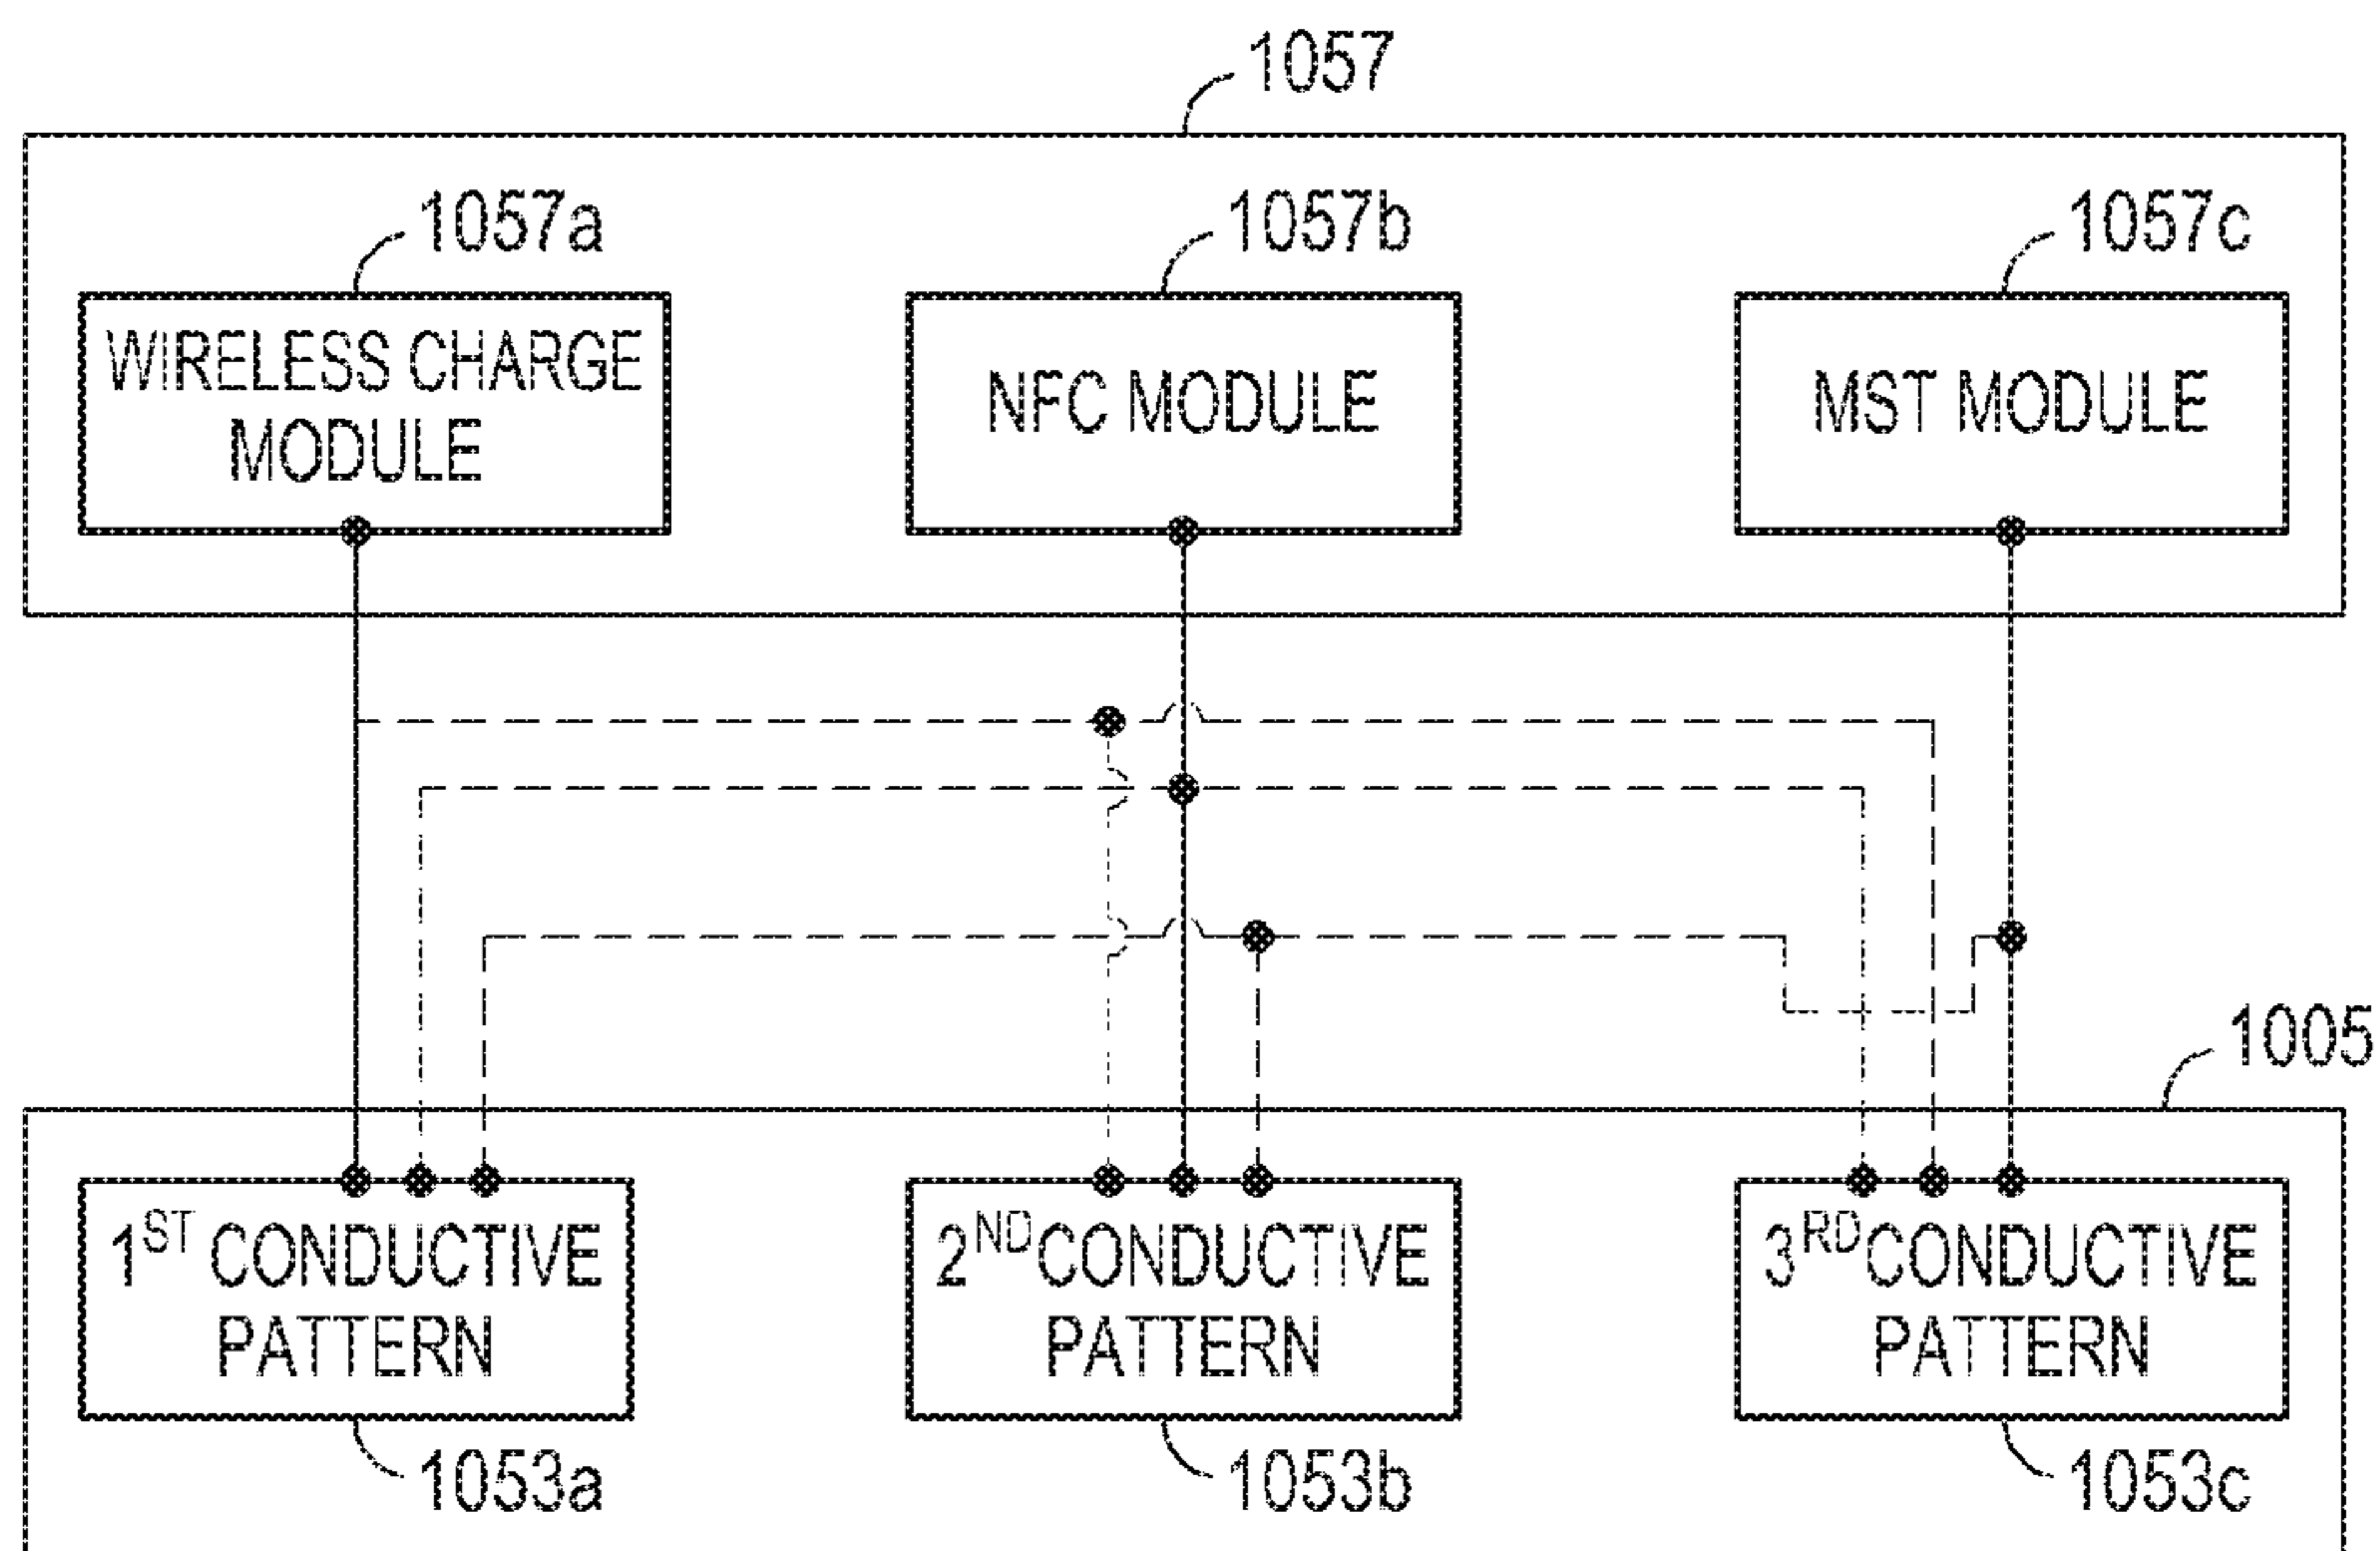 1057
1057a
1057b
1057c
WIRELESS CHARGE
MODULE
NFC MODULE
MST MODULE
1005
1ST CONDUCTIVE
PATTERN
2ND CONDUCTIVE
PATTERN
3RD CONDUCTIVE
PATTERN
1053a
1053b
1053c